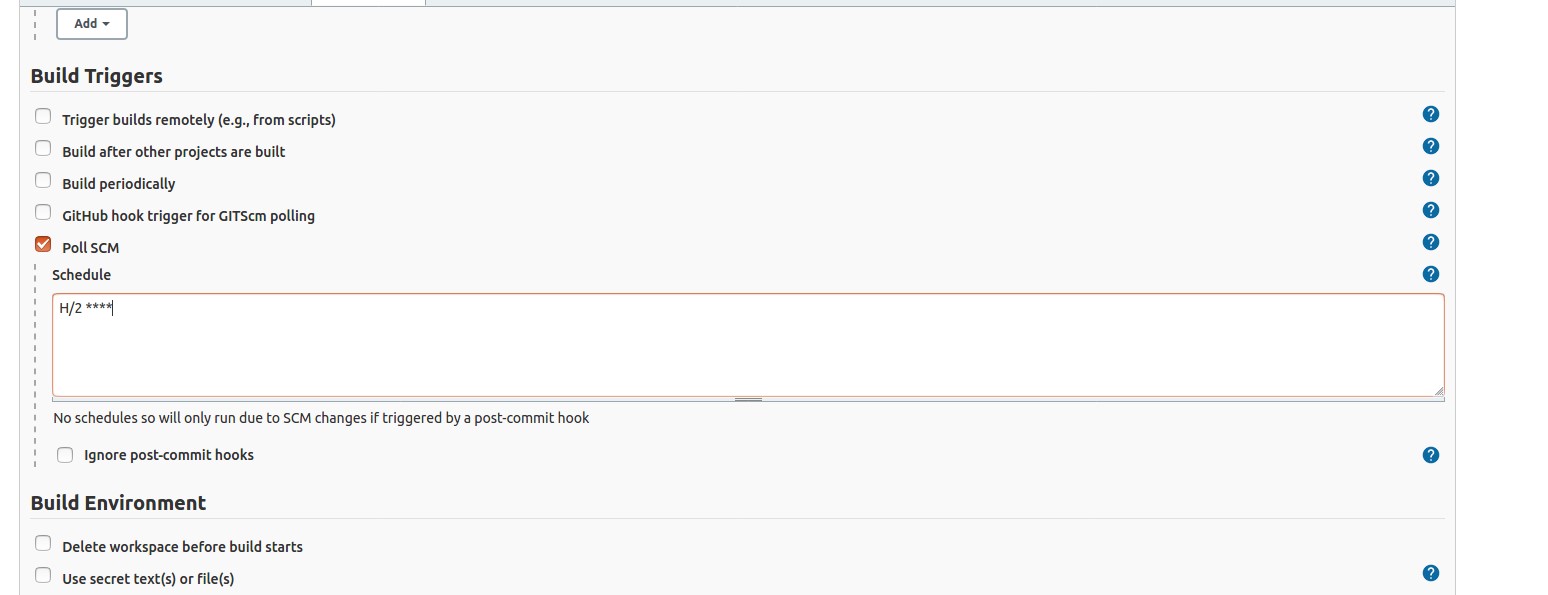 Add
Build Triggers
Trigger builds remotely (e.g., from scripts)
Build after other projects are built
Build periodically
GitHub hook trigger for GITScm polling
Poll SCM
Schedule
H/2 ****
No schedules so will only run due to SCM changes if triggered by a post-commit hook
Ignore post-commit hooks
Build Environment
Delete workspace before build starts
Use secret text(s) or file(s)